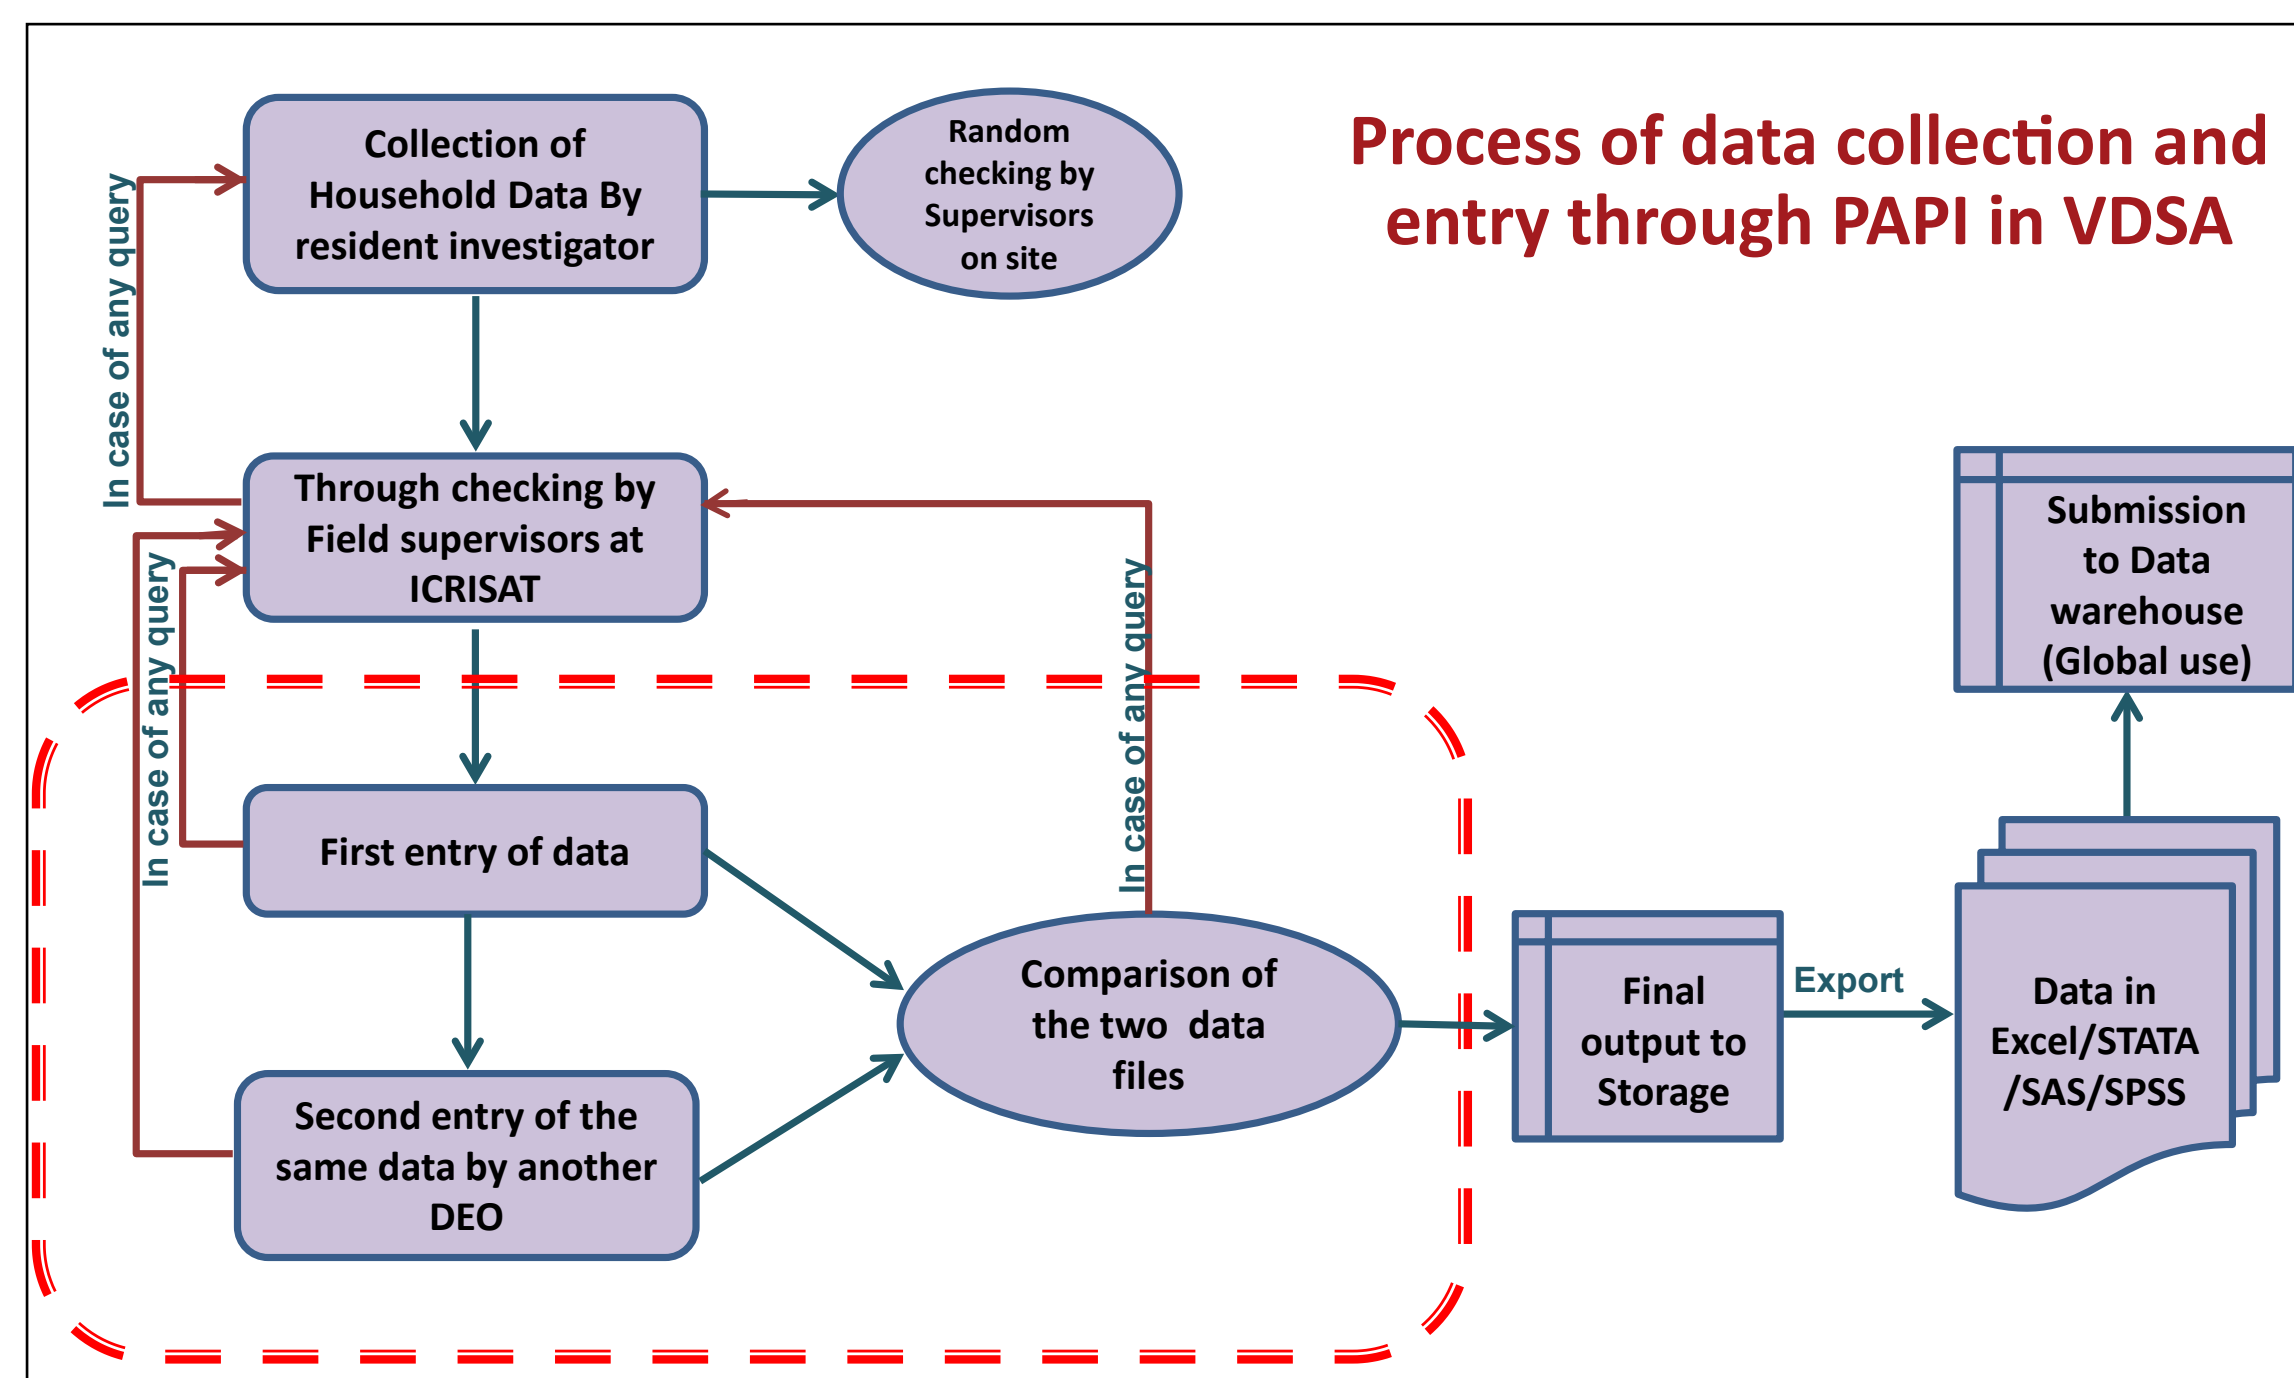 Process of data collection and
entry through PAPI in VDSA
Collection of
Household Data By
resident investigator
Random
checking by
Supervisors
on site
In case of any query
Through checking by
Field supervisors at
ICRISAT
In case of any query
In case of any query
First entry of data
Second entry of the
same data by another
DEO
Comparison of
the two data
files
Final
output to
Storage
Export
Data in
Excel/STATA
/SAS/SPSS
Submission
to Data
warehouse
(Global use)